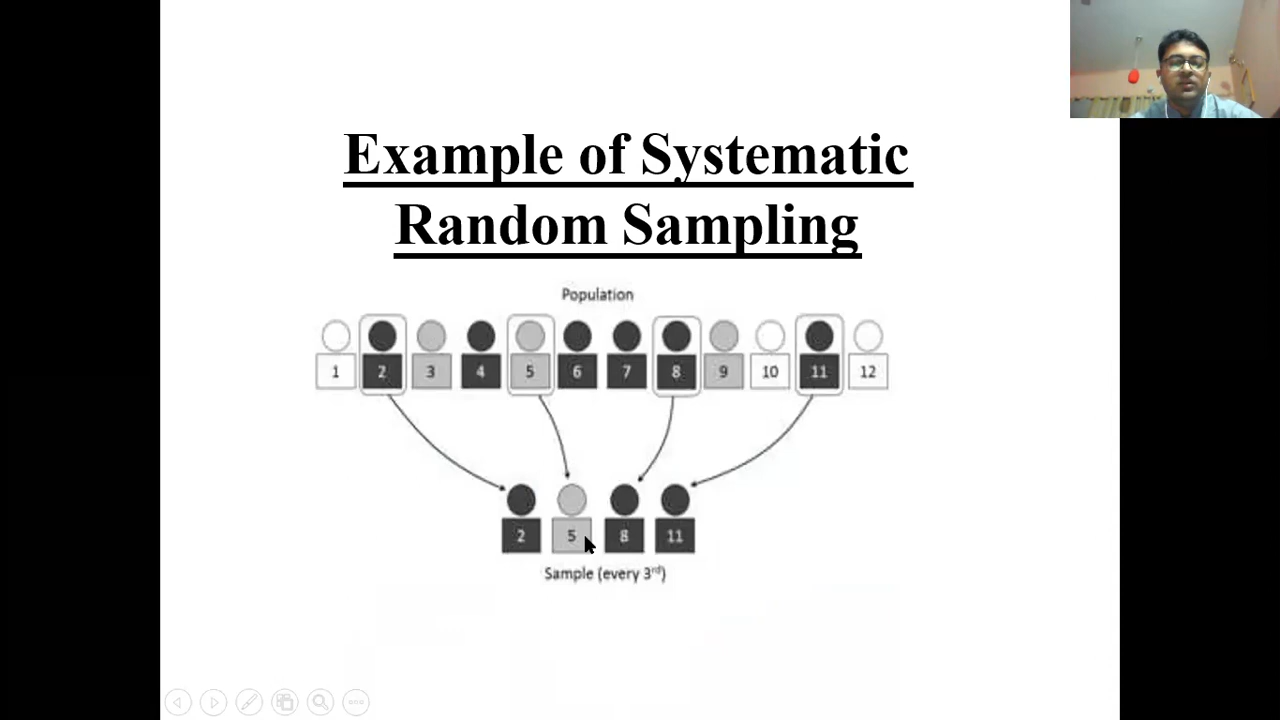 Example of Systematic
Random Sampling
Population
1 2 3 4 5 6 7 8 9 10 11 12
2 5 8 11
Sample (every 3rd)